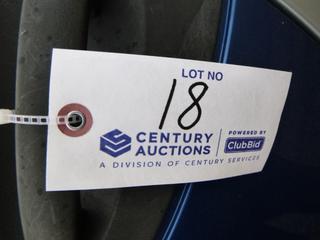 LOT NO
18
CENTURY AUCTIONS
POWERED BY
ClubBid
A DIVISION OF CENTURY SERVICES